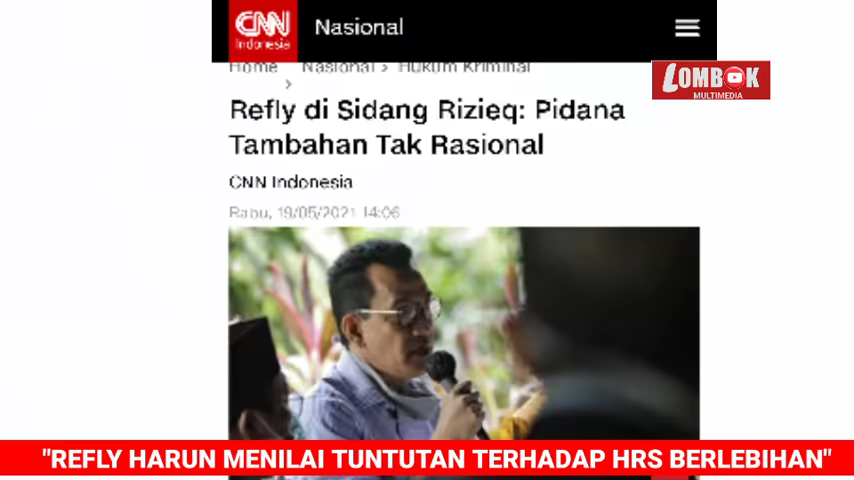 CNN
Indonesia
Nasional
Home Nasional > Hukum Kriminal
>
LOMBOK
MULTIMEDIA
Refly di Sidang Rizieq: Pidana
Tambahan Tak Rasional
CNN Indonesia
Rabu, 19/05/2021 14:06
"REFLY HARUN MENILAI TUNTUTAN TERHADAP HRS BERLEBIHAN"